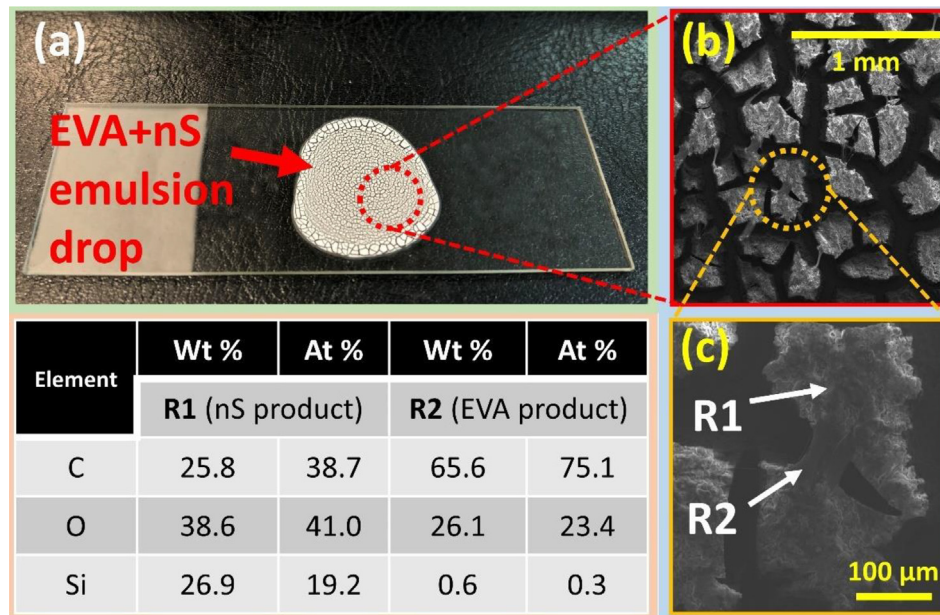 (a)
EVA+nS
emulsion
drop
(b)
1 mm
Element Wt % At % Wt % At %
R1 (nS product) R2 (EVA product)
C 25.8 38.7 65.6 75.1
O 38.6 41.0 26.1 23.4
Si 26.9 19.2 0.6 0.3
(c)
R1
R2
100 µm